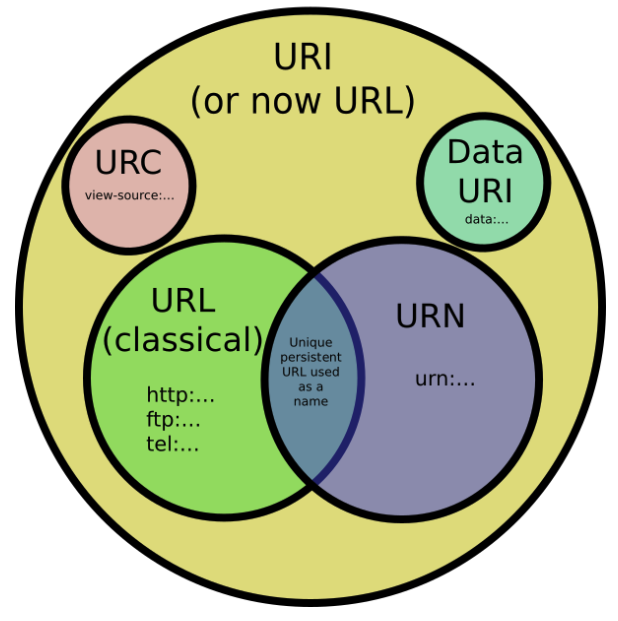 URI
(or now URL)
URC
view-source:...
Data
URI
data:...
URL
(classical)
http:...
ftp:...
tel:...
Unique
persistent
URL used
as a
name
URN
urn:...